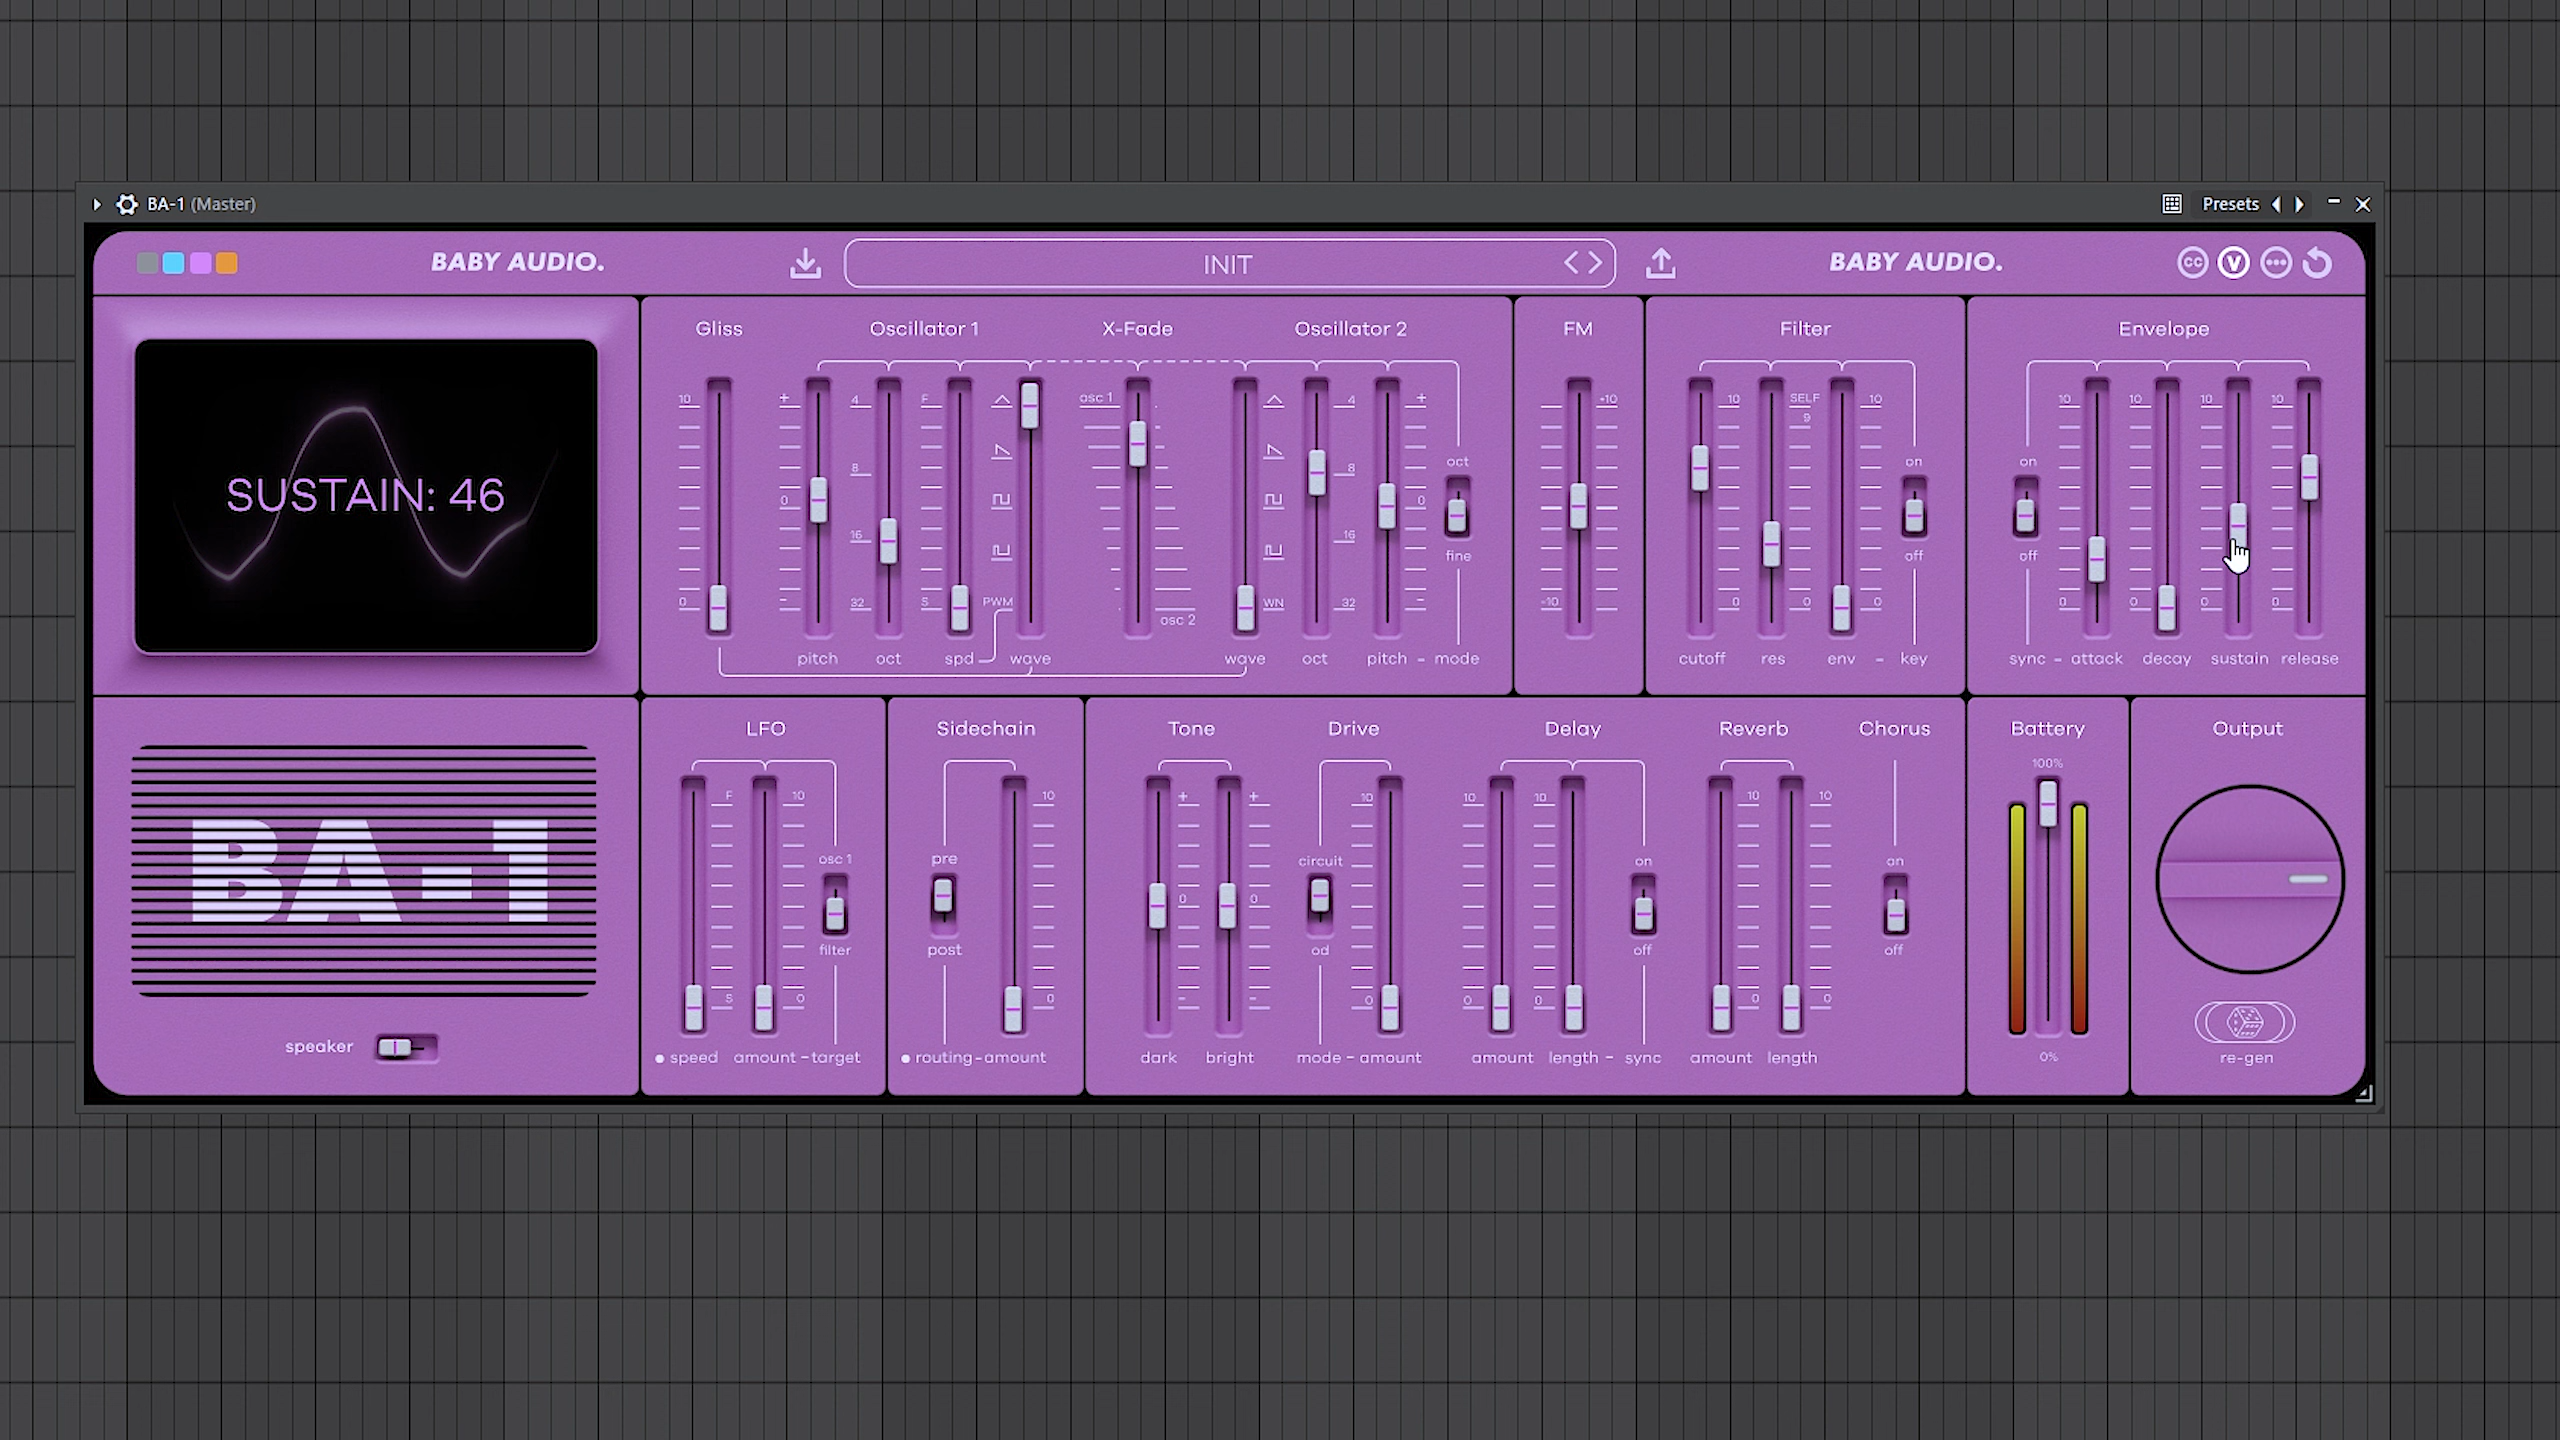 BA-1 (Master)
Presets
BABY AUDIO.
INIT
BABY AUDIO.
CC
V
SUSTAIN: 46
Gliss
Oscillator 1
X-Fade
Oscillator 2
FM
Filter
Envelope
10 + 4 F osc 1 4 + +10 10 SELF 10 10 10 10 10
9
8 8 oct on on
0 0
16 16 fine off off
0 - 32 S PWM WN 32 - -10 0 0 0 0 0 0 0
osc 2
pitch oct spd wave wave oct pitch - mode cutoff res env - key sync - attack decay sustain release
BA-1
speaker
LFO
Sidechain
Tone
Drive
Delay
Reverb
Chorus
Battery
Output
100%
F 10 10 + + 10 10 10 10 10
osc 1 pre circuit on on
0 0
filter post od off off
S 0 0 - - 0 0 0 0 0
speed amount - target routing - amount dark bright mode - amount amount length - sync amount length
0%
re-gen